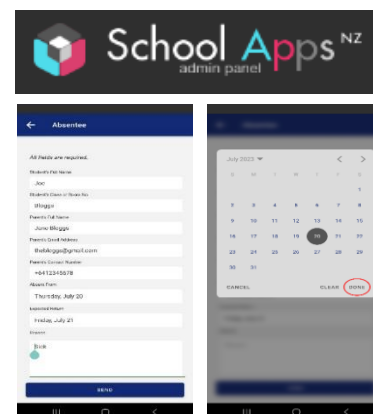 School Apps NZ
admin panel
Absentee
All fields are required.
Student's Full Name
Joe
Student's Class or Room No.
Bloggs
Parent's Full Name
Jane Bloggs
Parent's Email Address
thebloggs@gmail.com
Parent's Contact Number
+6412345678
Absent From
Thursday, July 20
Expected Return
Friday, July 21
Reason
Sick
SEND
July 2023
S M T W T F S
1
2 3 4 5 6 7 8
9 10 11 12 13 14 15
16 17 18 19 20 21 22
23 24 25 26 27 28 29
30 31
CANCEL CLEAR DONE